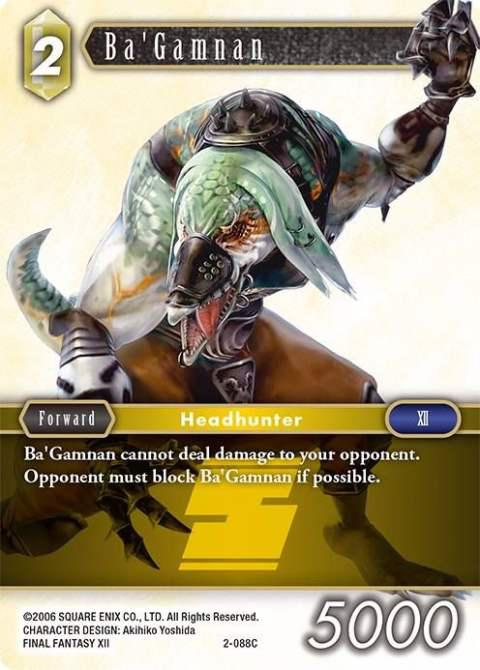 2
Ba'Gamnan
Forward
Headhunter
XII
Ba'Gamnan cannot deal damage to your opponent.
Opponent must block Ba'Gamnan if possible.
©2006 SQUARE ENIX CO., LTD. All Rights Reserved.
CHARACTER DESIGN: Akihiko Yoshida
FINAL FANTASY XII
2-088C
5000